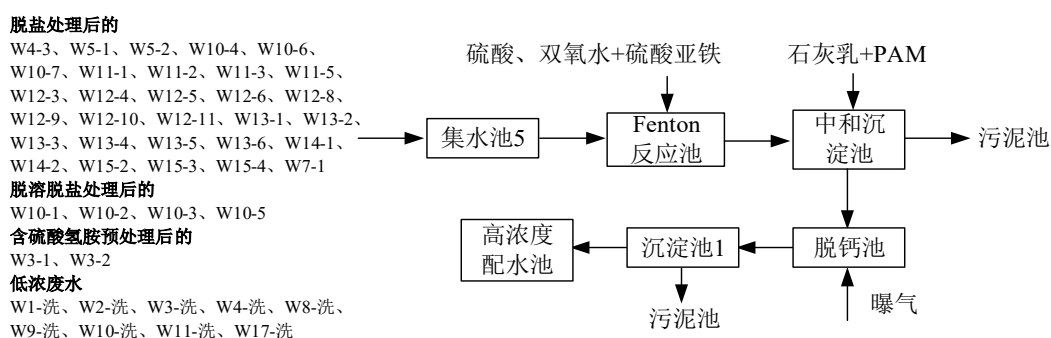 脱盐处理后的
W4-3、W5-1、W5-2、W10-4、W10-6、
W10-7、W11-1、W11-2、W11-3、W11-5、
W12-3、W12-4、W12-5、W12-6、W12-8、
W12-9、W12-10、W12-11、W13-1、W13-2、
W13-3、W13-4、W13-5、W13-6、W14-1、
W14-2、W15-2、W15-3、W15-4、W7-1
脱溶脱盐处理后的
W10-1、W10-2、W10-3、W10-5
含硫酸氢胺预处理后的
W3-1、W3-2
低浓废水
W1-洗、W2-洗、W3-洗、W4-洗、W8-洗、
W9-洗、W10-洗、W11-洗、W17-洗
硫酸、双氧水+硫酸亚铁
石灰乳+PAM
集水池5
Fenton
反应池
中和沉
淀池
污泥池
高浓度
配水池
沉淀池1
脱钙池
污泥池
曝气